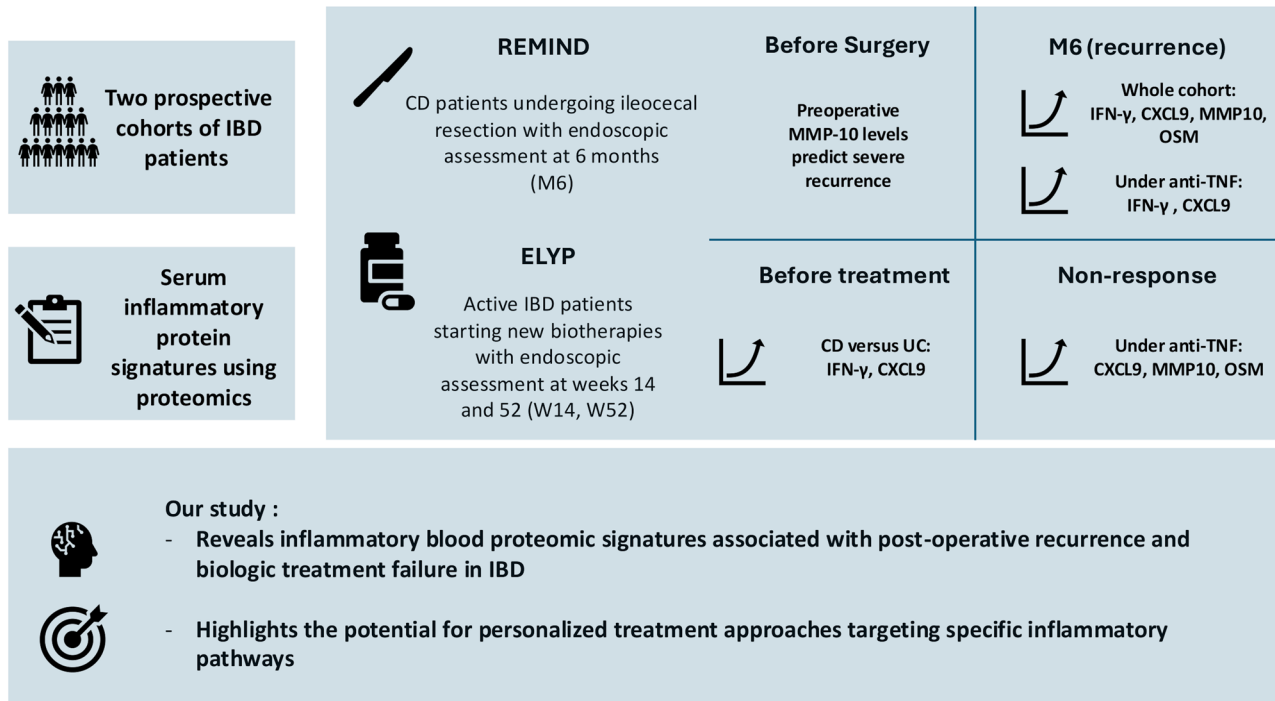 Two prospective
cohorts of IBD
patients
Serum
inflammatory
protein
signatures using
proteomics
REMIND
CD patients undergoing ileocecal
resection with endoscopic
assessment at 6 months
(M6)
Before Surgery
Preoperative
MMP-10 levels
predict severe
recurrence
M6 (recurrence)
Whole cohort:
IFN-γ, CXCL9, MMP10,
OSM
Under anti-TNF:
IFN-γ , CXCL9
ELYP
Active IBD patients
starting new biotherapies
with endoscopic
assessment at weeks 14
and 52 (W14, W52)
Before treatment
CD versus UC:
IFN-γ, CXCL9
Non-response
Under anti-TNF:
CXCL9, MMP10, OSM
Our study :
- Reveals inflammatory blood proteomic signatures associated with post-operative recurrence and
biologic treatment failure in IBD
- Highlights the potential for personalized treatment approaches targeting specific inflammatory
pathways